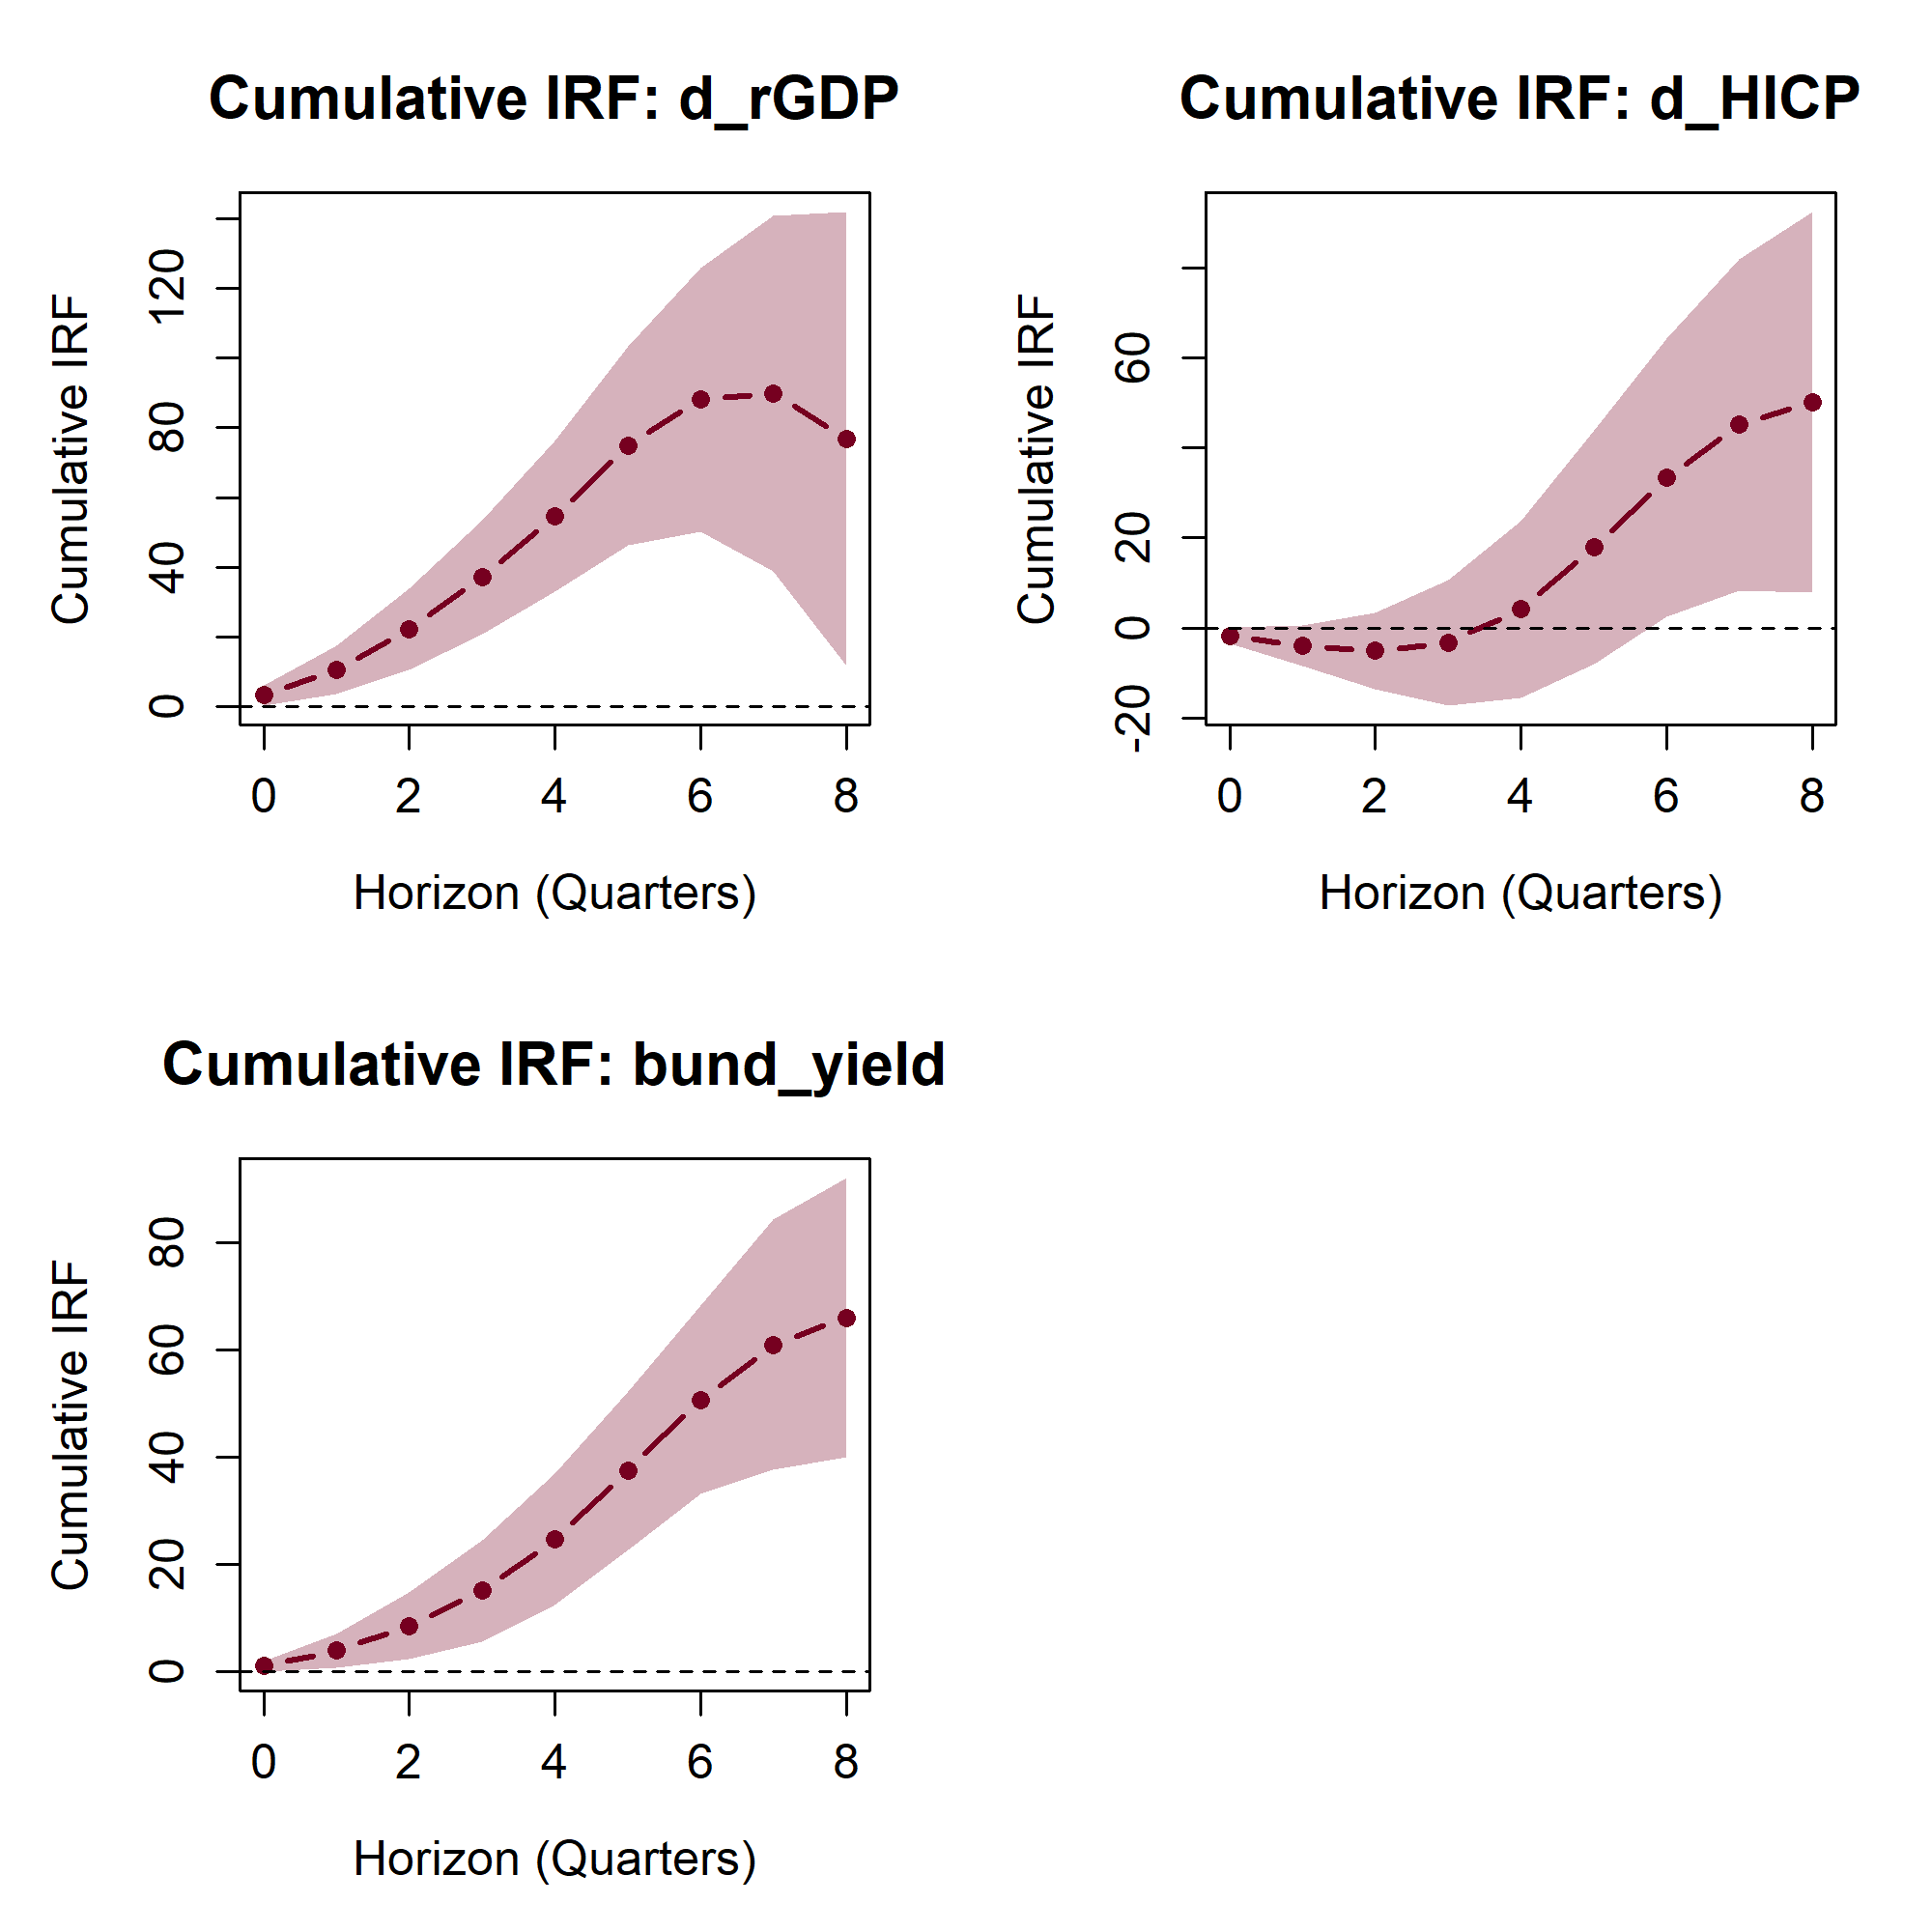 Cumulative IRF: d_rGDP
Cumulative IRF
120
80
40
0
0 2 4 6 8
Horizon (Quarters)
Cumulative IRF: d_HICP
Cumulative IRF
60
20
0
-20
0 2 4 6 8
Horizon (Quarters)
Cumulative IRF: bund_yield
Cumulative IRF
80
60
40
20
0
0 2 4 6 8
Horizon (Quarters)